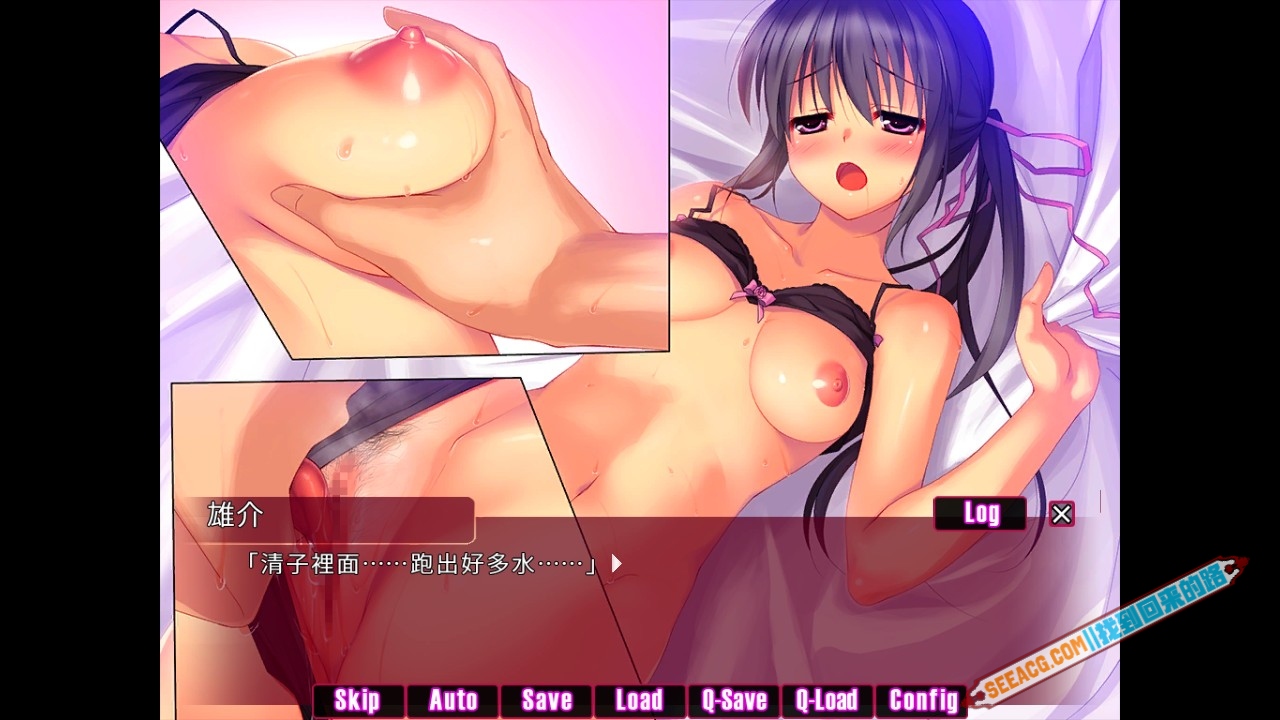 雄介
Log
「清子裡面⋯⋯跑出好多水⋯⋯」
SEEACG.COM||找到回来的路
Skip Auto Save Load Q-Save Q-Load Config